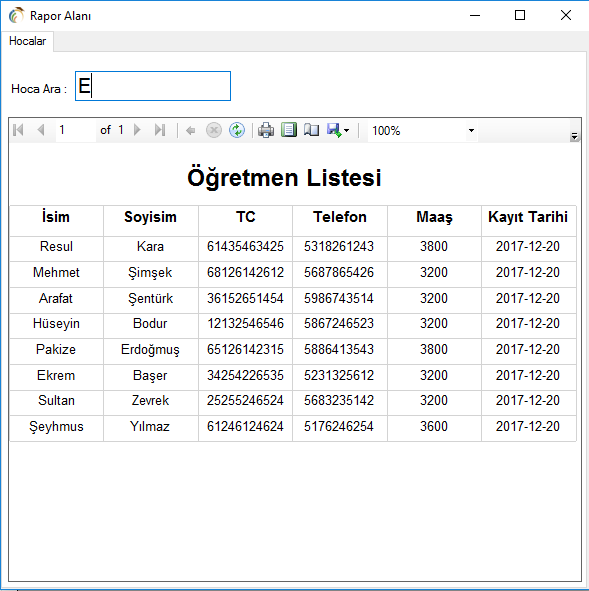 Rapor Alanı
Hocalar
Hoca Ara : E
1 of 1 100%
Öğretmen Listesi
İsim Soyisim TC Telefon Maaş Kayıt Tarihi
Resul Kara 61435463425 5318261243 3800 2017-12-20
Mehmet Şimşek 68126142612 5687865426 3200 2017-12-20
Arafat Şentürk 36152651454 5986743514 3200 2017-12-20
Hüseyin Bodur 12132546546 5867246523 3200 2017-12-20
Pakize Erdoğmuş 65126142315 5886413543 3800 2017-12-20
Ekrem Başer 34254226535 5231325612 3200 2017-12-20
Sultan Zevrek 25255246524 5683235142 3200 2017-12-20
Şeyhmus Yılmaz 61246124624 5176246254 3600 2017-12-20